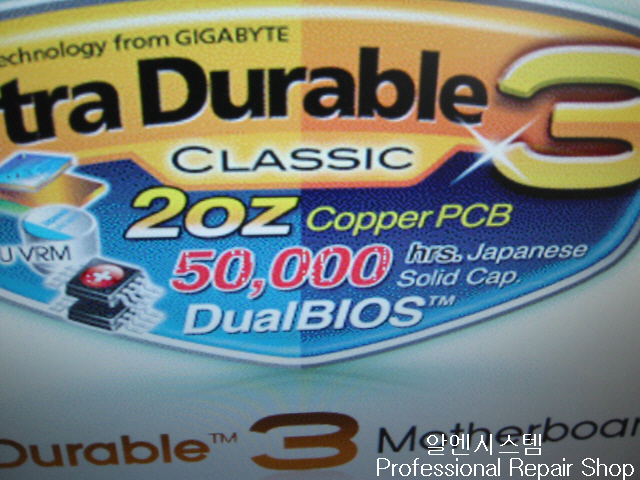 echnology from GIGABYTE
tra Durable 3
CLASSIC
2oz Copper PCB
U VRM
50,000 hrs. Japanese
Solid Cap.
DualBIOS™
Durable™ 3 Motherboar
알엔시스템
Professional Repair Shop